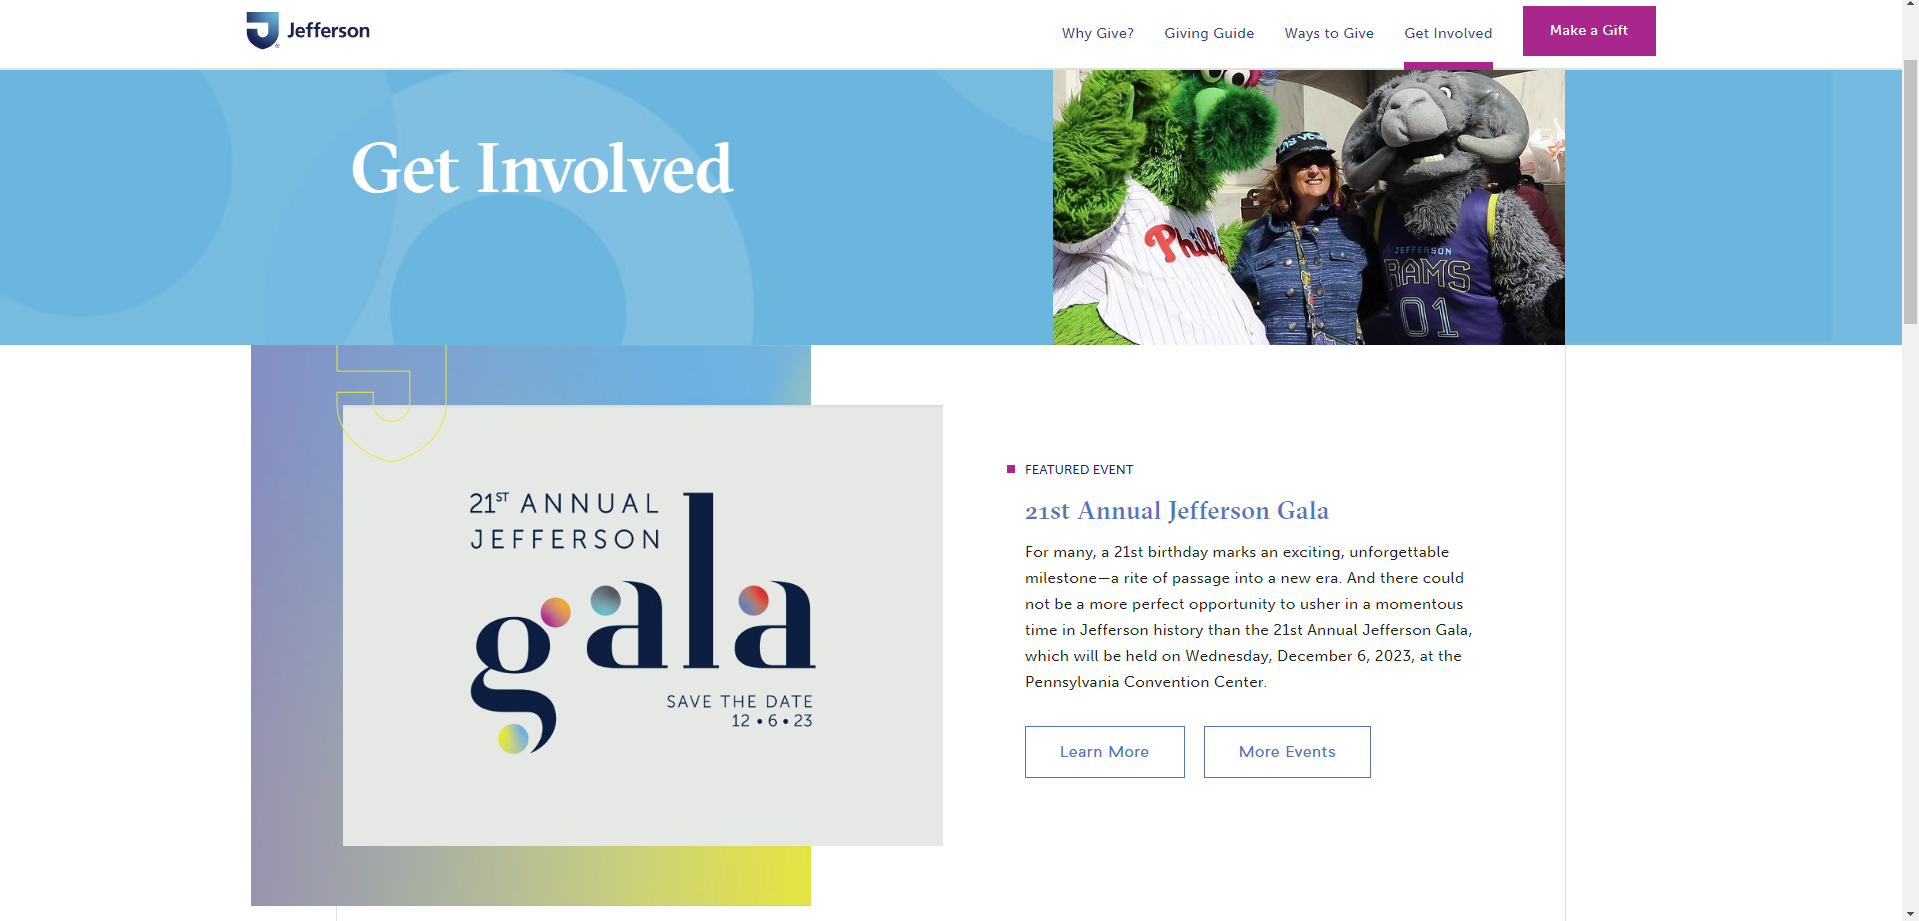 Jefferson
Why Give?
Giving Guide
Ways to Give
Get Involved
Make a Gift
Get Involved
Phill
JEFFERSON
RAMS
01
21ST ANNUAL
JEFFERSON
gala
SAVE THE DATE
12 • 6 • 23
FEATURED EVENT
21st Annual Jefferson Gala
For many, a 21st birthday marks an exciting, unforgettable
milestone—a rite of passage into a new era. And there could
not be a more perfect opportunity to usher in a momentous
time in Jefferson history than the 21st Annual Jefferson Gala,
which will be held on Wednesday, December 6, 2023, at the
Pennsylvania Convention Center.
Learn More
More Events